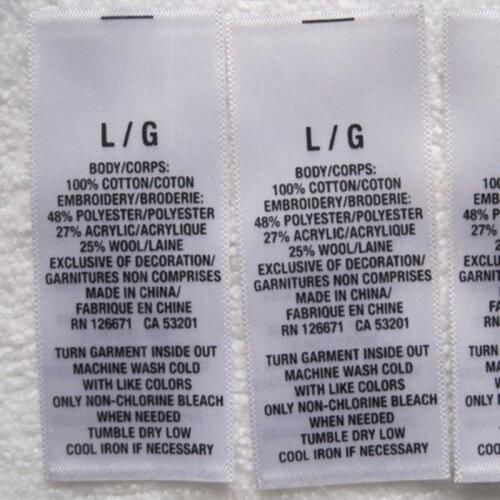 L / G
BODY/CORPS:
100% COTTON/COTON
EMBROIDERY/BRODERIE:
48% POLYESTER/POLYESTER
27% ACRYLIC/ACRYLIQUE
25% WOOL/LAINE
EXCLUSIVE OF DECORATION/
GARNITURES NON COMPRISES
MADE IN CHINA/
FABRIQUE EN CHINE
RN 126671 CA 53201
TURN GARMENT INSIDE OUT
MACHINE WASH COLD
WITH LIKE COLORS
ONLY NON-CHLORINE BLEACH
WHEN NEEDED
TUMBLE DRY LOW
COOL IRON IF NECESSARY
L / G
BODY/CORPS:
100% COTTON/COTON
EMBROIDERY/BRODERIE:
48% POLYESTER/POLYESTER
27% ACRYLIC/ACRYLIQUE
25% WOOL/LAINE
EXCLUSIVE OF DECORATION/
GARNITURES NON COMPRISES
MADE IN CHINA/
FABRIQUE EN CHINE
RN 126671 CA 53201
TURN GARMENT INSIDE OUT
MACHINE WASH COLD
WITH LIKE COLORS
ONLY NON-CHLORINE BLEACH
WHEN NEEDED
TUMBLE DRY LOW
COOL IRON IF NECESSARY
100%
48%
27%